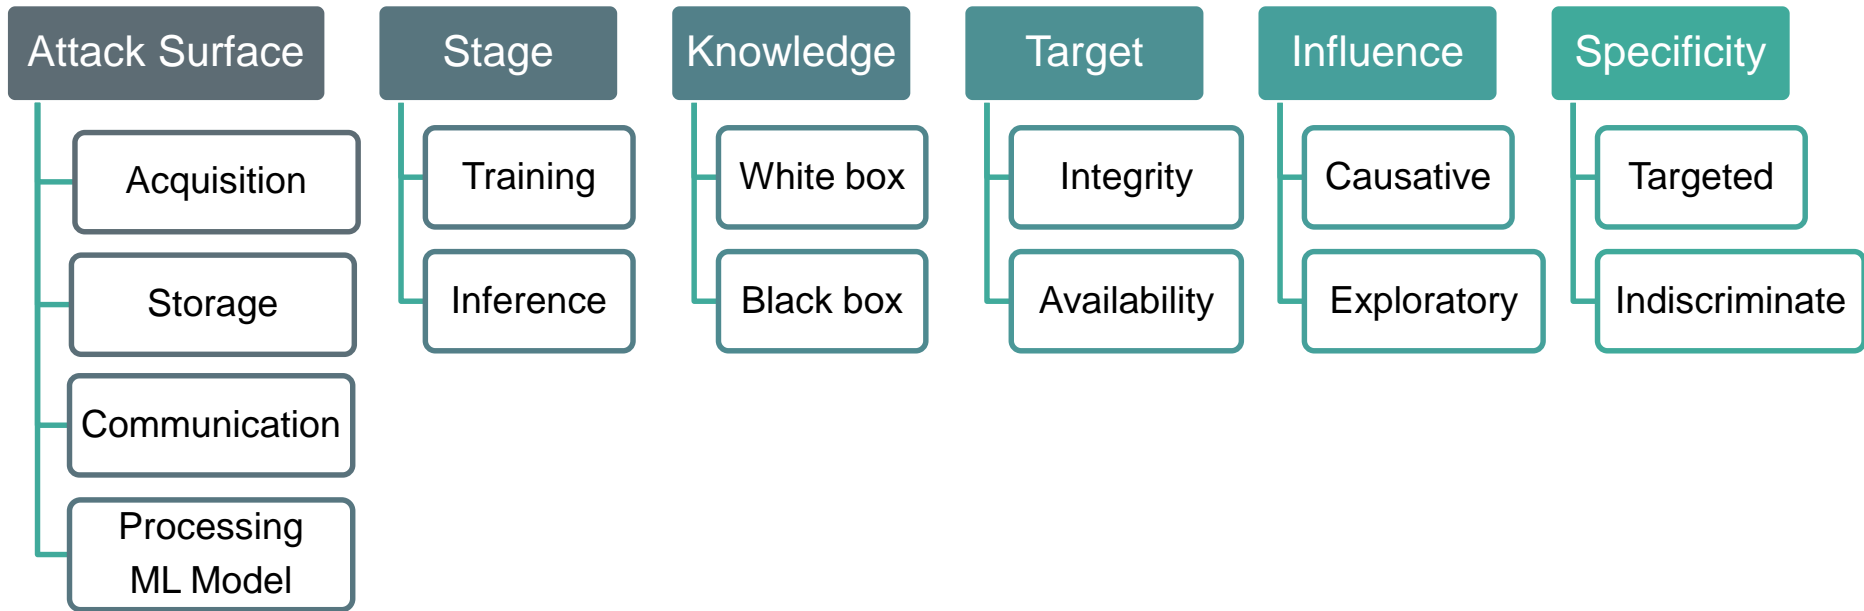 Attack Surface
Acquisition
Storage
Communication
Processing
ML Model
Stage
Training
Inference
Knowledge
White box
Black box
Target
Integrity
Availability
Influence
Causative
Exploratory
Specificity
Targeted
Indiscriminate